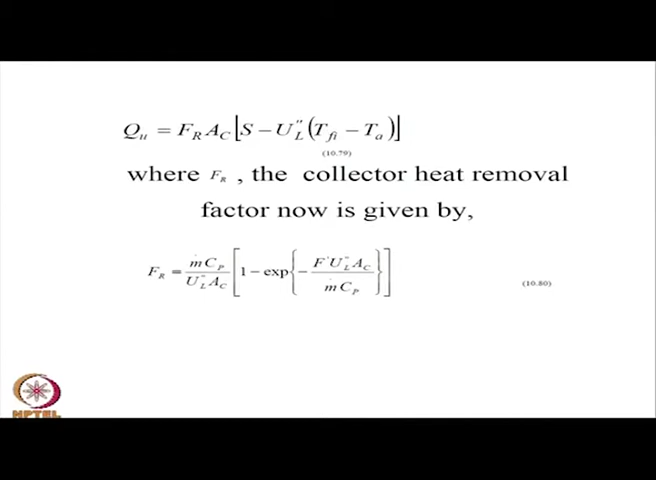 Q_u = F_R A_C [S − U_L″ (T_fi − T_a)]
(10.79)
where F_R , the collector heat removal
factor now is given by,
F_R = ṁ C_P / U_L″ A_C [1 − exp{− F′ U_L″ A_C / ṁ C_P}] (10.80)
NPTEL